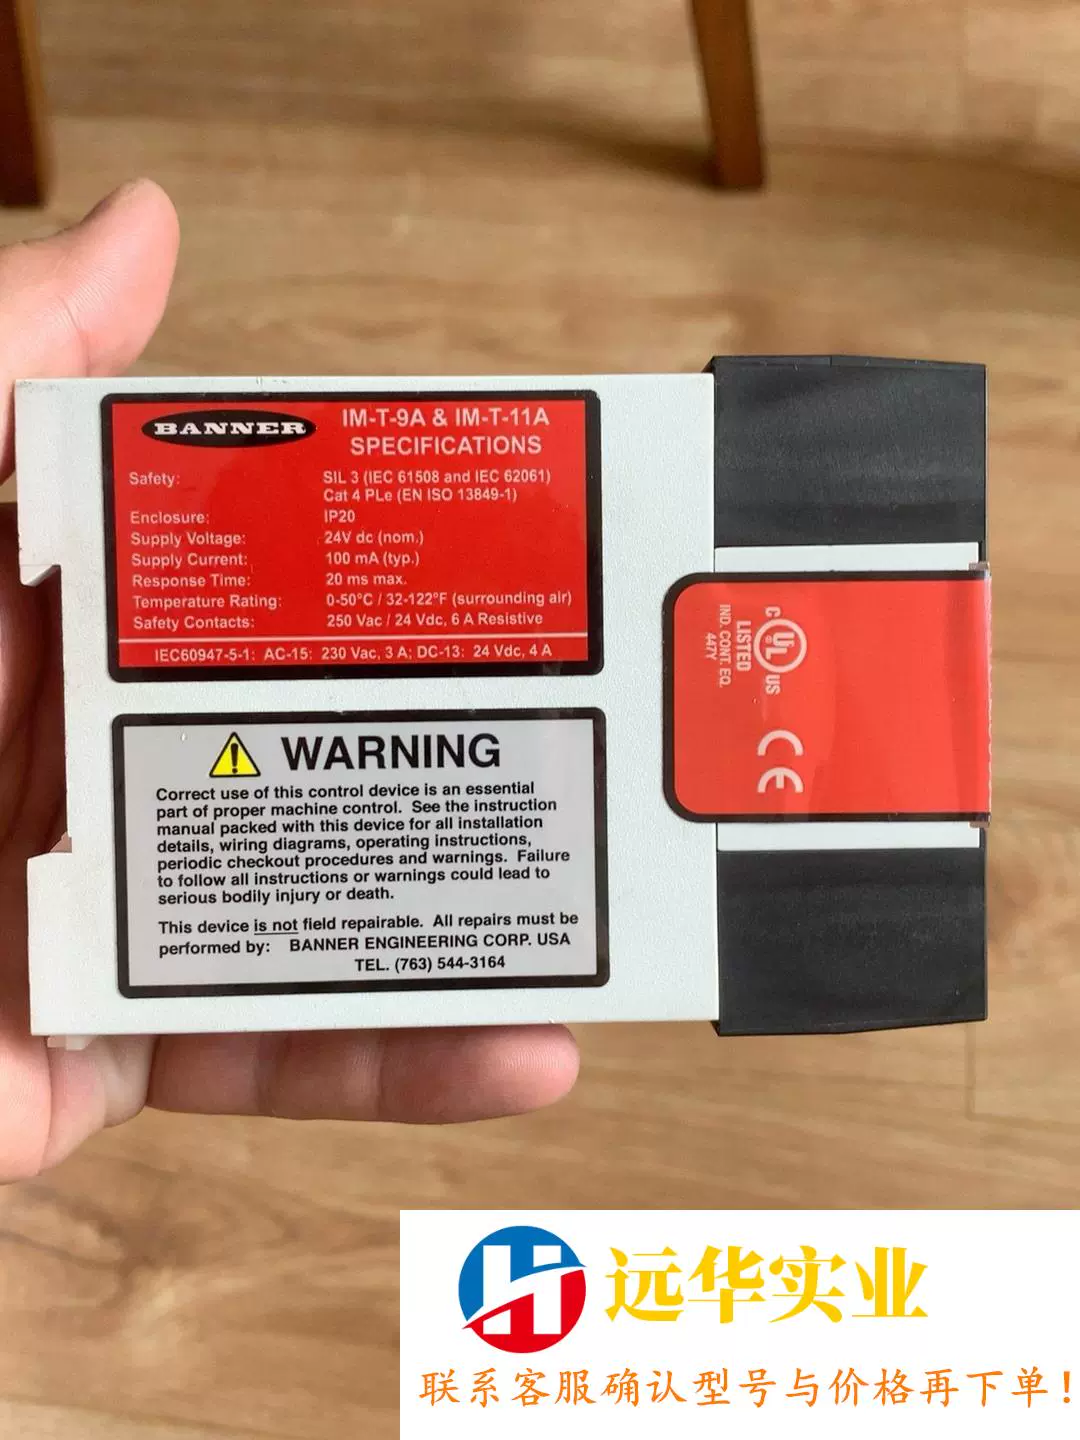 BANNER
IM-T-9A & IM-T-11A
SPECIFICATIONS
Safety: SIL 3 (IEC 61508 and IEC 62061)
Cat 4 PLe (EN ISO 13849-1)
Enclosure: IP20
Supply Voltage: 24V dc (nom.)
Supply Current: 100 mA (typ.)
Response Time: 20 ms max.
Temperature Rating: 0-50°C / 32-122°F (surrounding air)
Safety Contacts: 250 Vac / 24 Vdc, 6 A Resistive
IEC60947-5-1: AC-15: 230 Vac, 3 A; DC-13: 24 Vdc, 4 A
C UL US
®
LISTED
IND. CONT. EQ.
447Y
CE
WARNING
Correct use of this control device is an essential
part of proper machine control. See the instruction
manual packed with this device for all installation
details, wiring diagrams, operating instructions,
periodic checkout procedures and warnings. Failure
to follow all instructions or warnings could lead to
serious bodily injury or death.
This device is not field repairable. All repairs must be
performed by: BANNER ENGINEERING CORP. USA
TEL. (763) 544-3164
远华实业
联系客服确认型号与价格再下单!